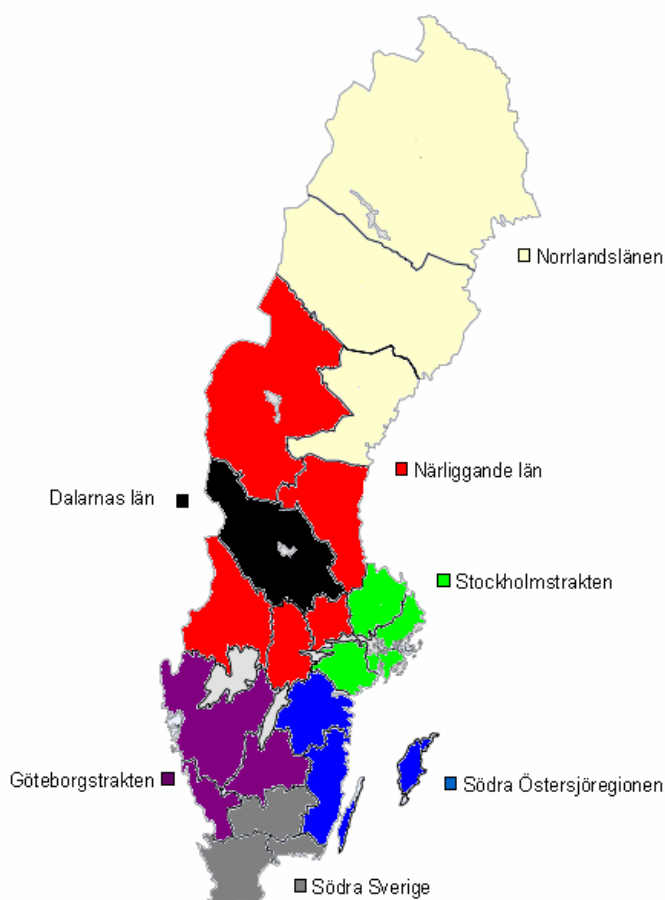 Norrlandslänen
Närliggande län
Dalarnas län
Stockholmstrakten
Göteborgstrakten
Södra Östersjöregionen
Södra Sverige